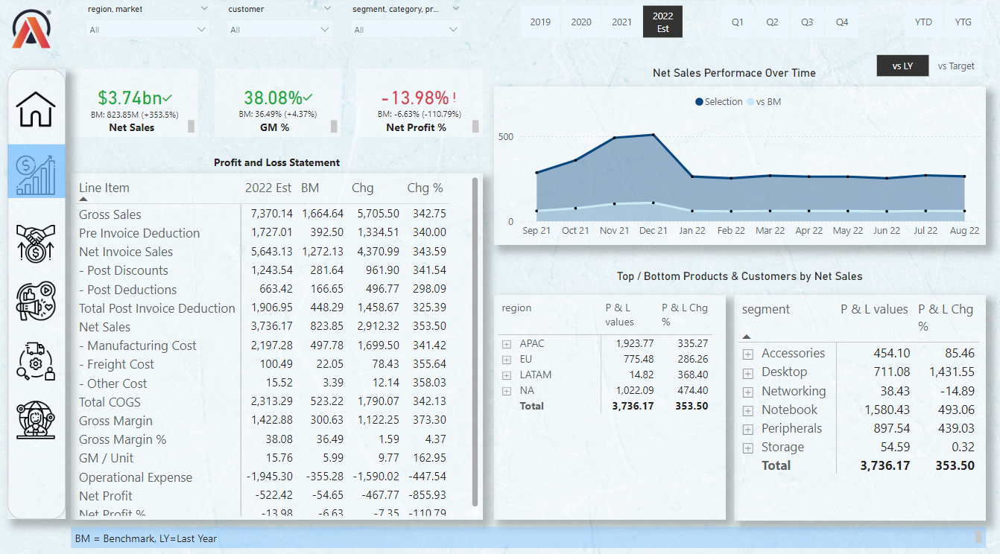 region, market
customer
segment, category, pr...
All
All
All
2019
2020
2021
2022
Est
Q1
Q2
Q3
Q4
YTD
YTG
vs LY
vs Target
$3.74bn
BM: 823.85M (+353.5%)
Net Sales
38.08%
BM: 36.49% (+4.37%)
GM %
-13.98% !
BM: -6.63% (-110.79%)
Net Profit %
Net Sales Performace Over Time
Selection vs BM
500
0
Sep 21 Oct 21 Nov 21 Dec 21 Jan 22 Feb 22 Mar 22 Apr 22 May 22 Jun 22 Jul 22 Aug 22
Profit and Loss Statement
Line Item 2022 Est BM Chg Chg %
Gross Sales 7,370.14 1,664.64 5,705.50 342.75
Pre Invoice Deduction 1,727.01 392.50 1,334.51 340.00
Net Invoice Sales 5,643.13 1,272.13 4,370.99 343.59
- Post Discounts 1,243.54 281.64 961.90 341.54
- Post Deductions 663.42 166.65 496.77 298.09
Total Post Invoice Deduction 1,906.95 448.29 1,458.67 325.39
Net Sales 3,736.17 823.85 2,912.32 353.50
- Manufacturing Cost 2,197.28 497.78 1,699.50 341.42
- Freight Cost 100.49 22.05 78.43 355.64
- Other Cost 15.52 3.39 12.14 358.03
Total COGS 2,313.29 523.22 1,790.07 342.13
Gross Margin 1,422.88 300.63 1,122.25 373.30
Gross Margin % 38.08 36.49 1.59 4.37
GM / Unit 15.76 5.99 9.77 162.95
Operational Expense -1,945.30 -355.28 -1,590.02 -447.54
Net Profit -522.42 -54.65 -467.77 -855.93
Net Profit % -13.98 -6.63 -7.35 -110.79
Top / Bottom Products & Customers by Net Sales
region P & L values P & L Chg %
APAC 1,923.77 335.27
EU 775.48 286.26
LATAM 14.82 368.40
NA 1,022.09 474.40
Total 3,736.17 353.50
segment P & L values P & L Chg %
Accessories 454.10 85.46
Desktop 711.08 1,431.55
Networking 38.43 -14.89
Notebook 1,580.43 493.06
Peripherals 897.54 439.03
Storage 54.59 0.32
Total 3,736.17 353.50
BM = Benchmark, LY=Last Year